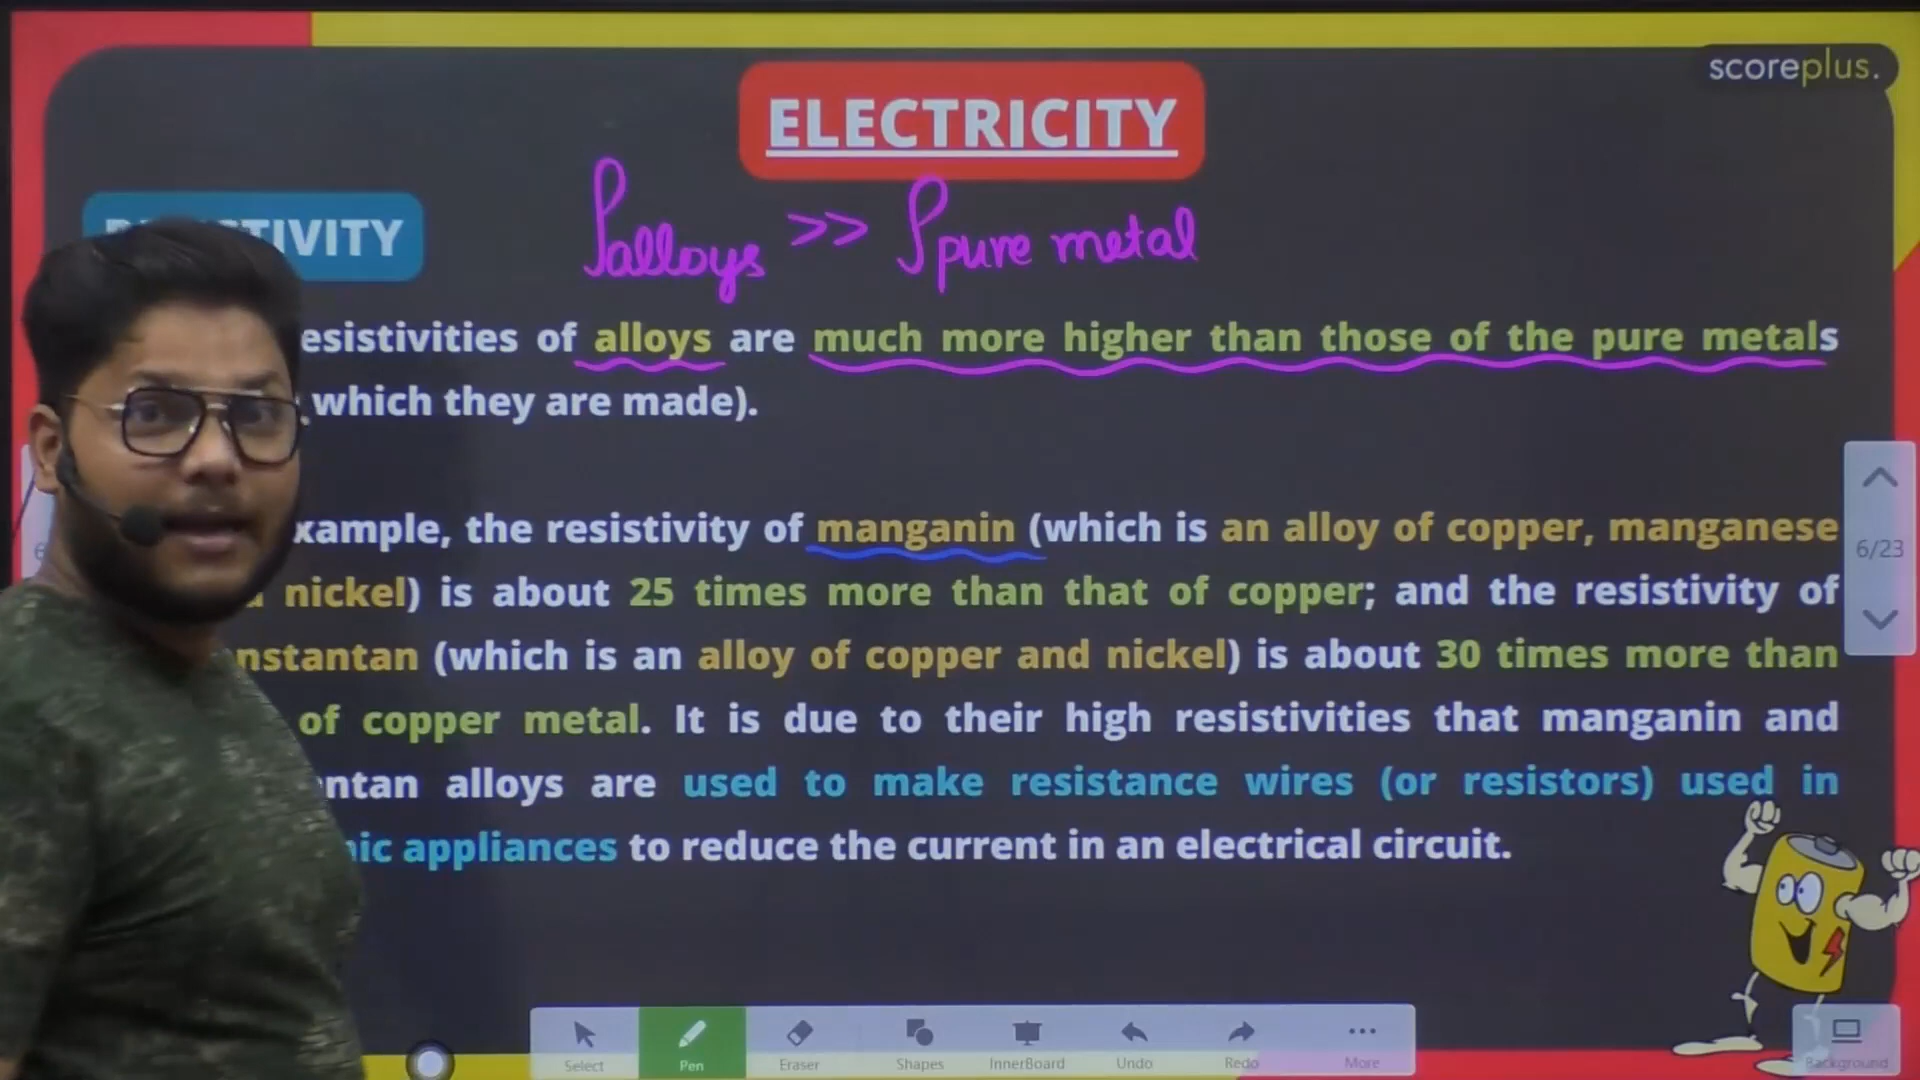 scoreplus.
ELECTRICITY
TIVITY
ρalloys >> ρpure metal
esistivities of alloys are much more higher than those of the pure metals
which they are made).
xample, the resistivity of manganin (which is an alloy of copper, manganese
nickel) is about 25 times more than that of copper; and the resistivity of
nstantan (which is an alloy of copper and nickel) is about 30 times more than
of copper metal. It is due to their high resistivities that manganin and
ntan alloys are used to make resistance wires (or resistors) used in
nic appliances to reduce the current in an electrical circuit.
6/23
Select Pen Eraser Shapes InnerBoard Undo Redo More Background